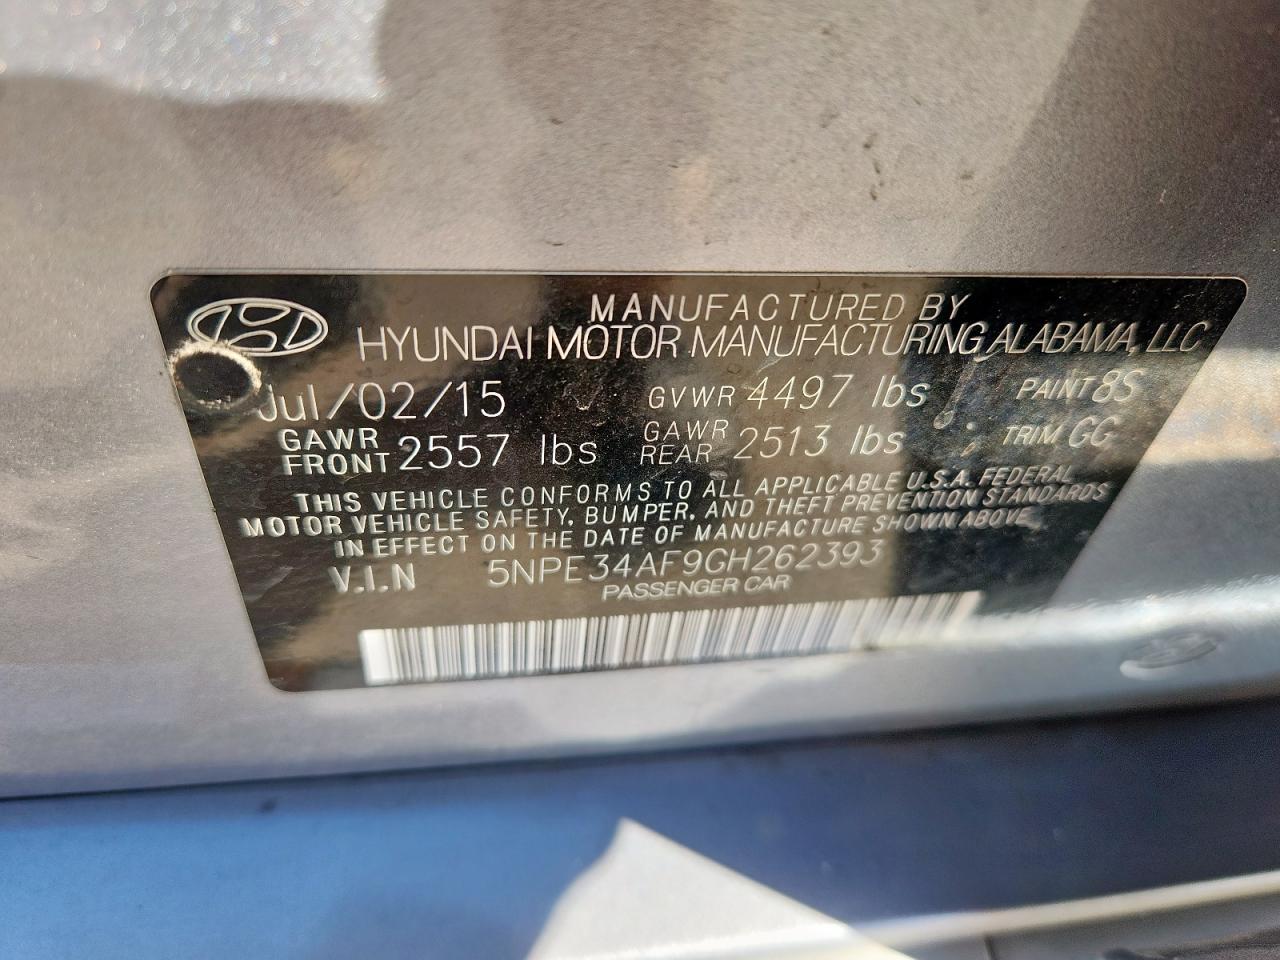 MANUFACTURED BY
HYUNDAI MOTOR MANUFACTURING ALABAMA, LLC
Jul/02/15 GVWR 4497 lbs PAINT 8S
GAWR FRONT 2557 lbs GAWR REAR 2513 lbs TRIM GG
THIS VEHICLE CONFORMS TO ALL APPLICABLE U.S.A. FEDERAL
MOTOR VEHICLE SAFETY, BUMPER, AND THEFT PREVENTION STANDARDS
IN EFFECT ON THE DATE OF MANUFACTURE SHOWN ABOVE
V.I.N 5NPE34AF9GH262393
PASSENGER CAR